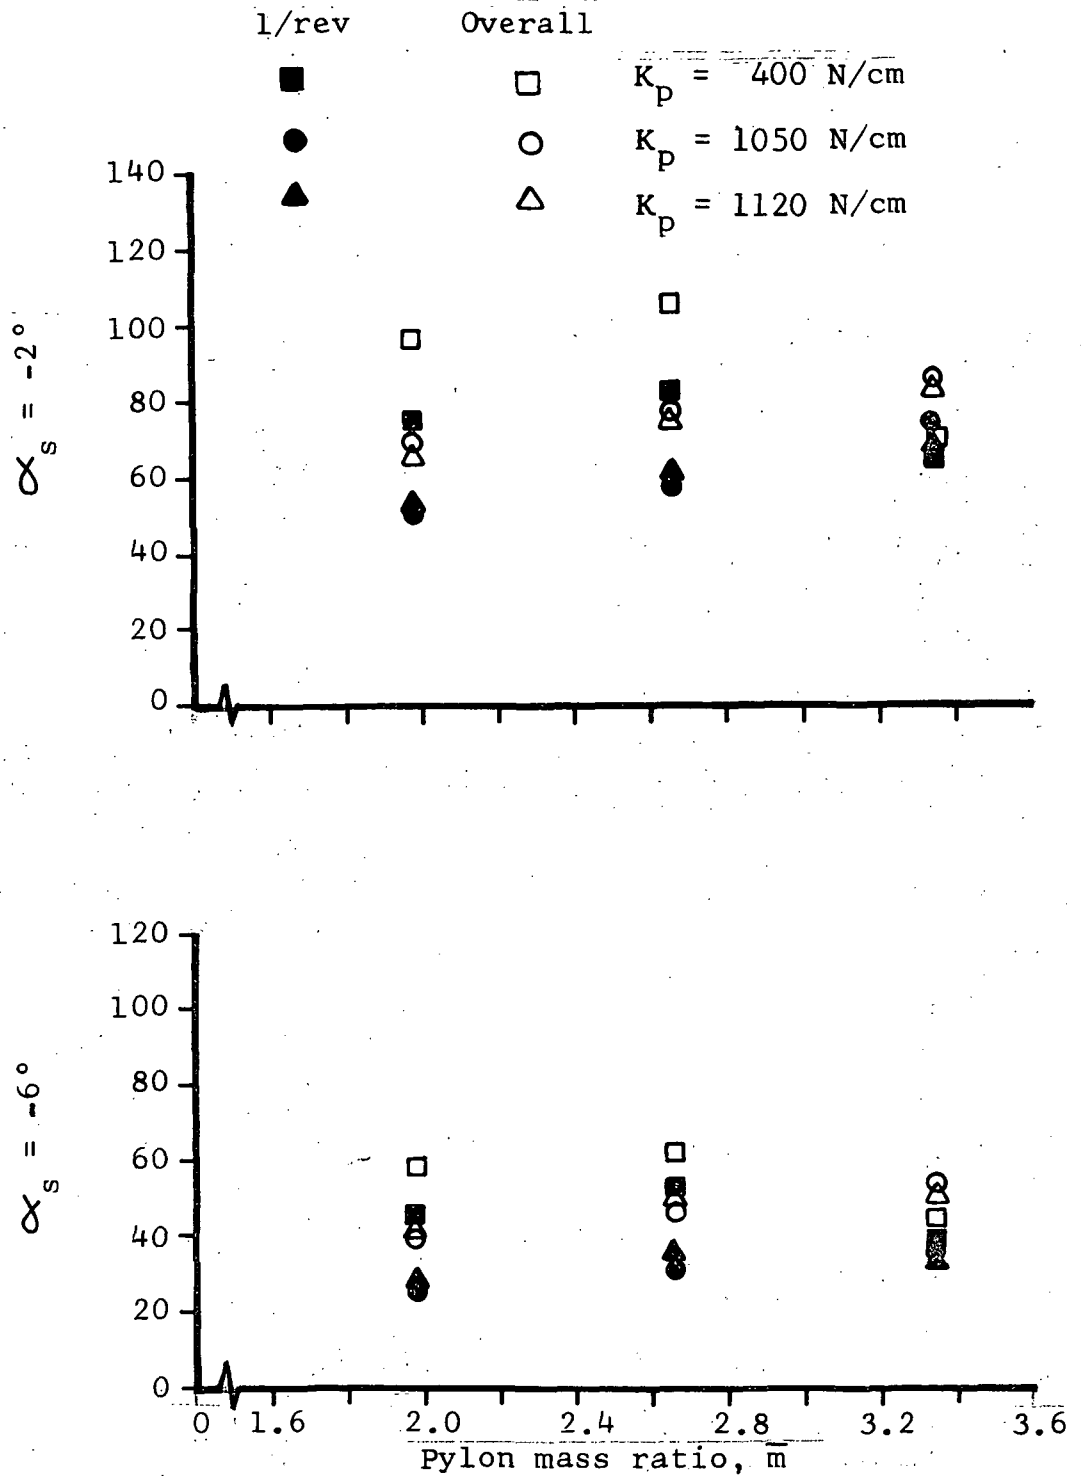 1/rev Overall
Kp = 400 N/cm
Kp = 1050 N/cm
Kp = 1120 N/cm
140
120
100
80
60
40
20
0
αs = -2°
120
100
80
60
40
20
0
αs = -6°
0 1.6 2.0 2.4 2.8 3.2 3.6
Pylon mass ratio, m̅